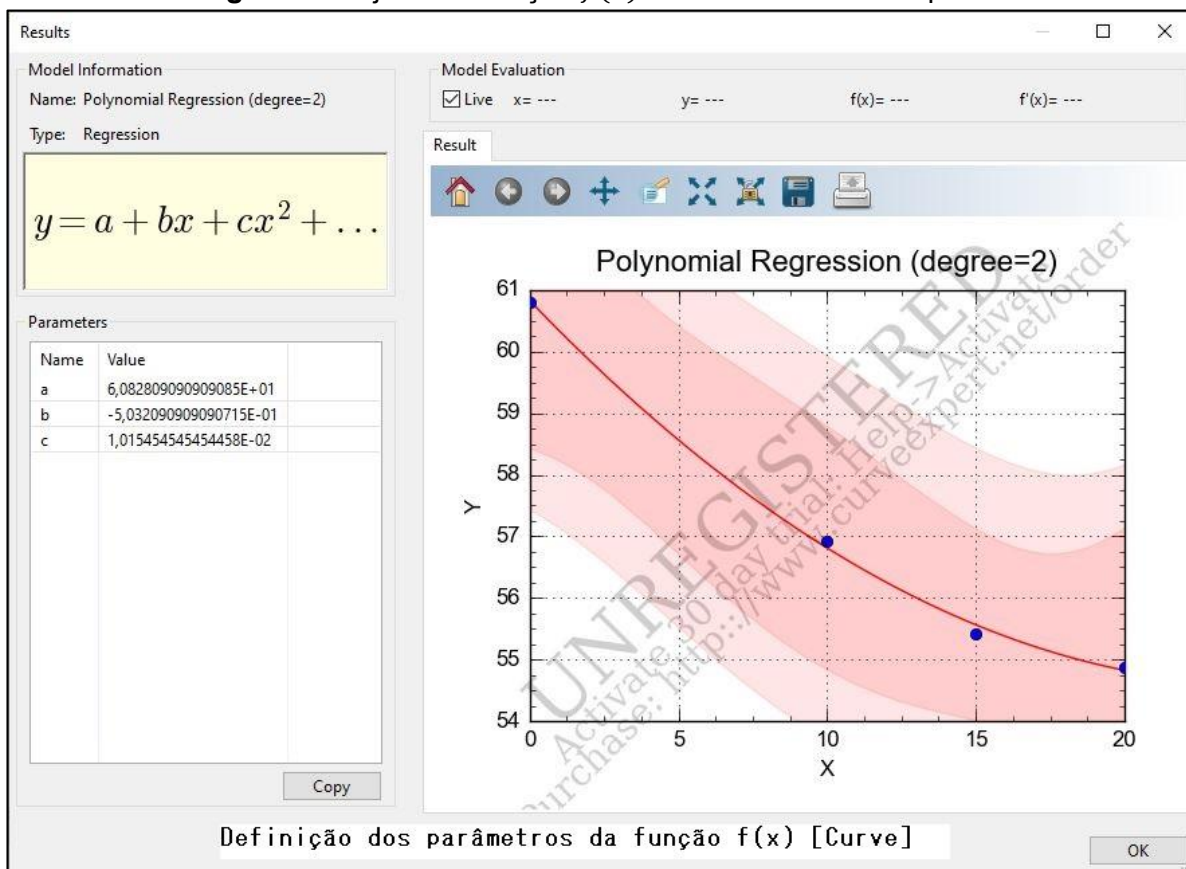 Results
Model Information
Name: Polynomial Regression (degree=2)
Type: Regression
y = a + bx + cx² + ...
Parameters
Name Value
a 6,082809090909085E+01
b -5,032090909090715E-01
c 1,015454545454458E-02
Copy
Model Evaluation
Live x= --- y= --- f(x)= --- f'(x)= ---
Result
Polynomial Regression (degree=2)
61
60
59
58
57
56
55
54
Y
0 5 10 15 20
X
UNREGISTERED
Activate 30 day trial: Help->Activate
Purchase: http://www.curveexpert.net/order
Definição dos parâmetros da função f(x) [Curve]
OK